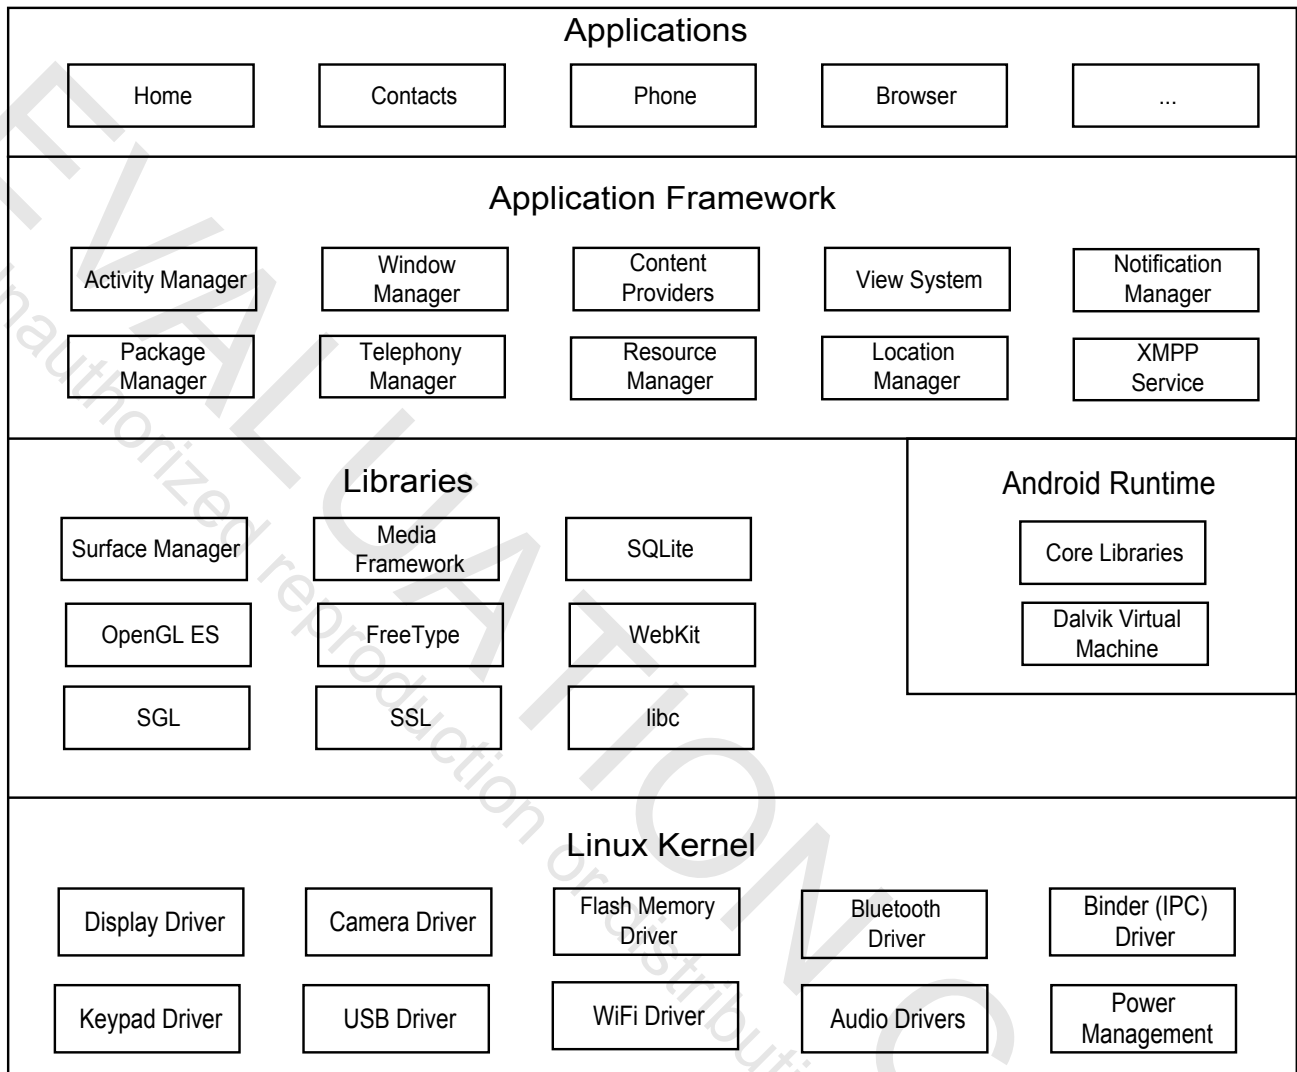 Applications
Home
Contacts
Phone
Browser
...
Application Framework
Activity Manager
Window
Manager
Content
Providers
View System
Notification
Manager
Package
Manager
Telephony
Manager
Resource
Manager
Location
Manager
XMPP
Service
Libraries
Surface Manager
Media
Framework
SQLite
OpenGL ES
FreeType
WebKit
SGL
SSL
libc
Android Runtime
Core Libraries
Dalvik Virtual
Machine
Linux Kernel
Display Driver
Camera Driver
Flash Memory
Driver
Bluetooth
Driver
Binder (IPC)
Driver
Keypad Driver
USB Driver
WiFi Driver
Audio Drivers
Power
Management
EVALUATION
reproduction or